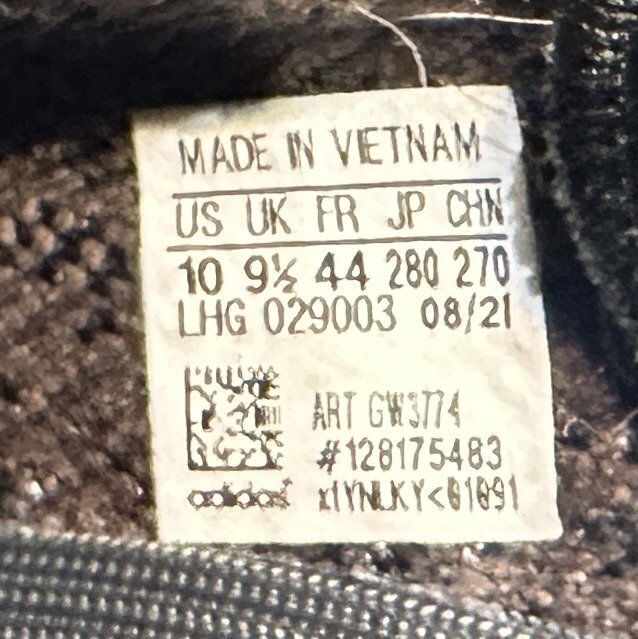 MADE IN VIETNAM
US UK FR JP CHN
10 9½ 44 280 270
LHG 029003 08/21
ART GW3774
#128175483